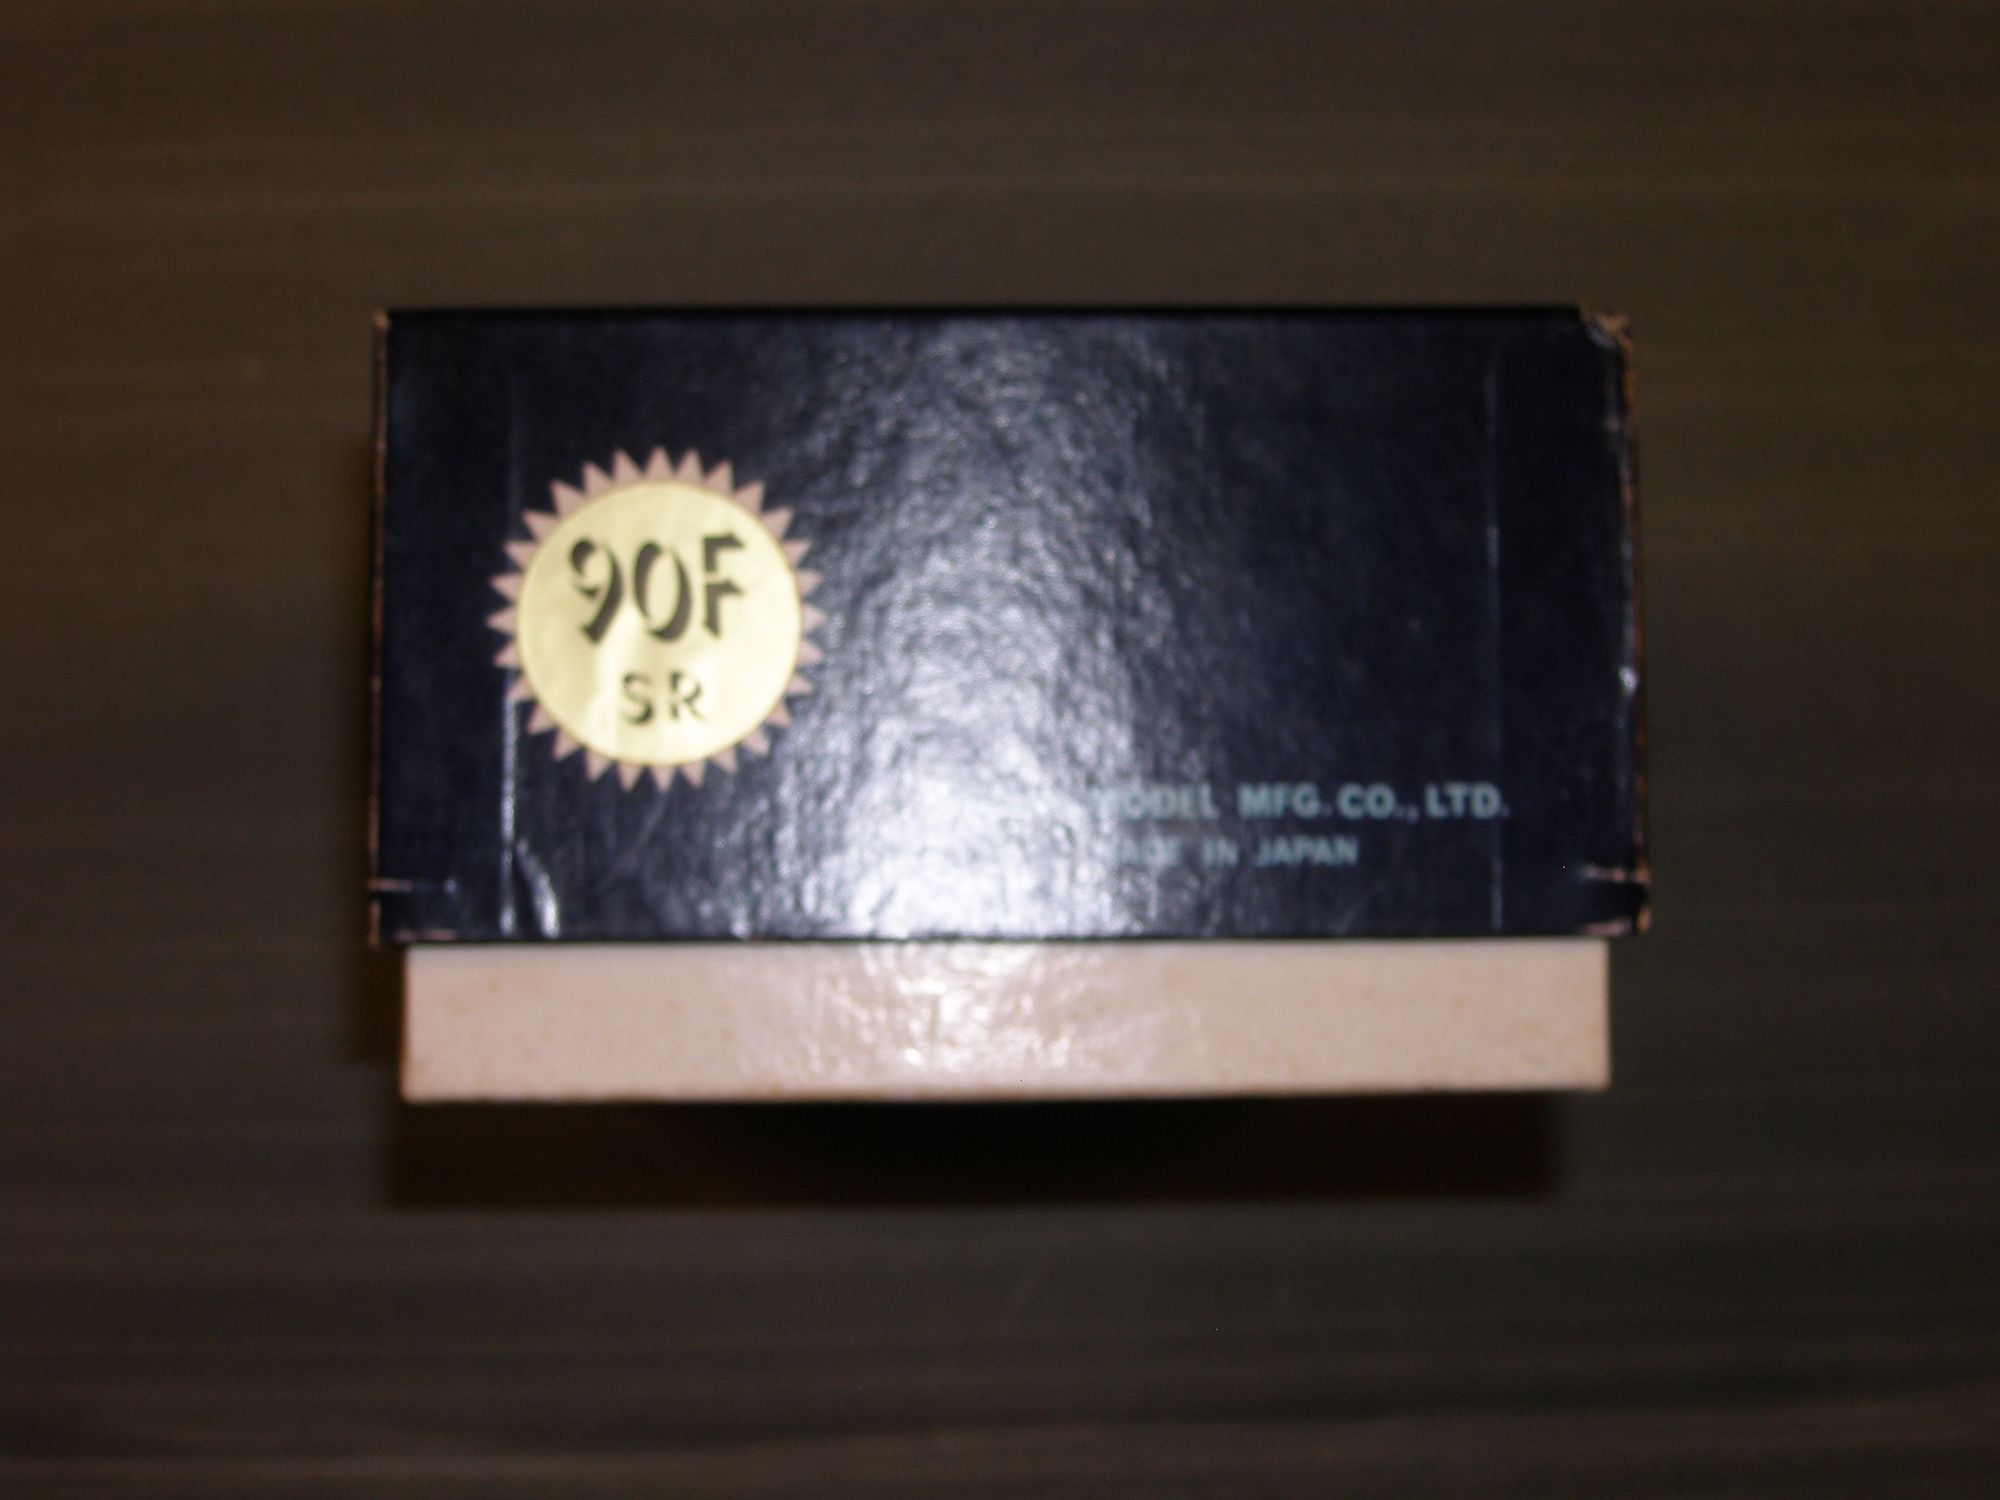 90F
SR
MODEL MFG. CO., LTD.
MADE IN JAPAN